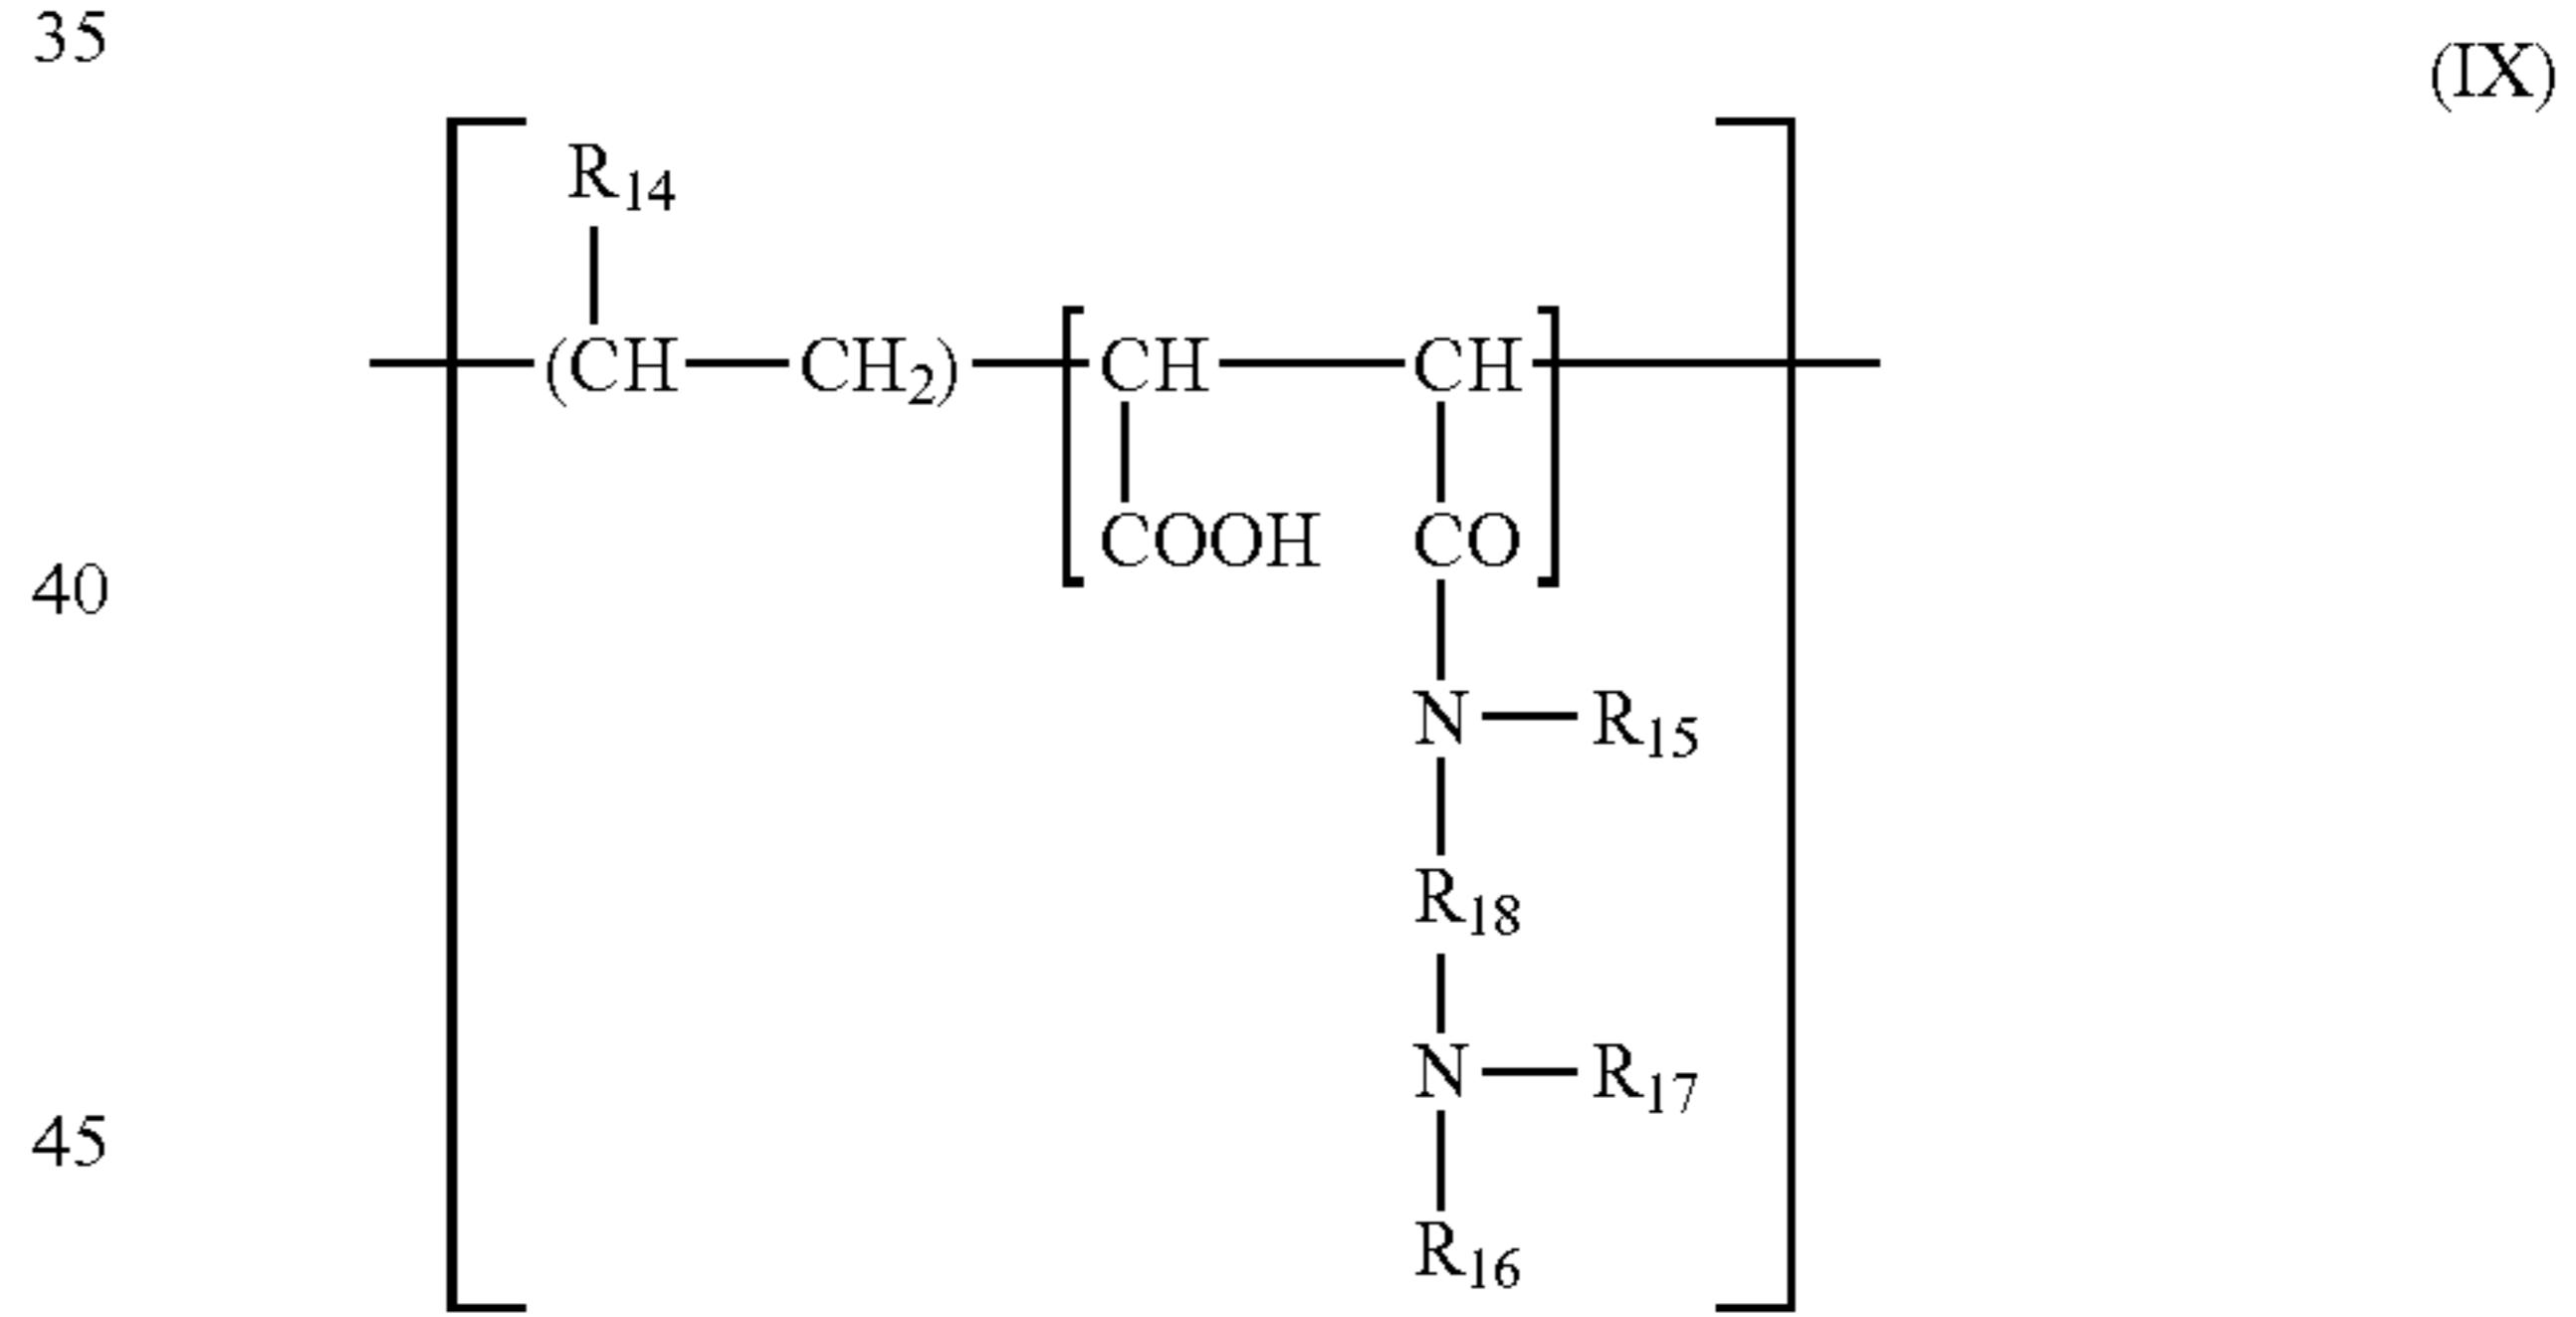 35
(IX)
R14
(CH—CH2)—[CH—CH]
COOH CO
40
N—R15
R18
N—R17
45
R16